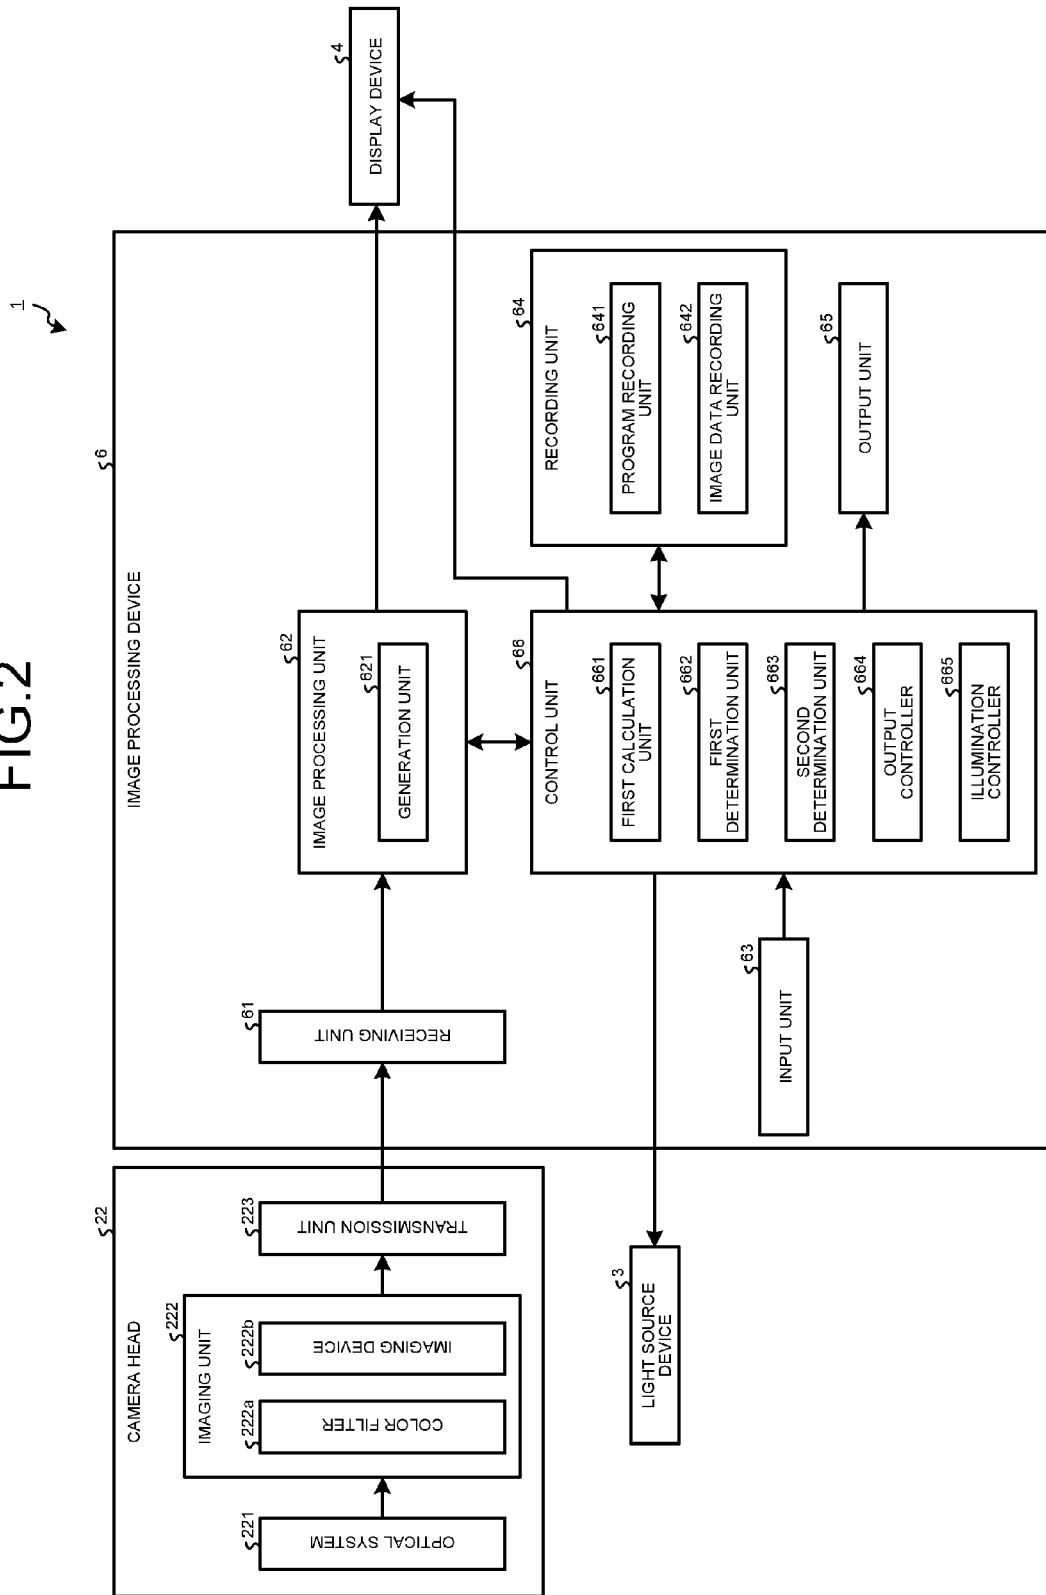 FIG.2
1
22
CAMERA HEAD
221
OPTICAL SYSTEM
222
IMAGING UNIT
222a
COLOR FILTER
222b
IMAGING DEVICE
223
TRANSMISSION UNIT
6
IMAGE PROCESSING DEVICE
61
RECEIVING UNIT
62
IMAGE PROCESSING UNIT
621
GENERATION UNIT
4
DISPLAY DEVICE
3
LIGHT SOURCE
DEVICE
63
INPUT UNIT
66
CONTROL UNIT
661
FIRST CALCULATION
UNIT
662
FIRST
DETERMINATION UNIT
663
SECOND
DETERMINATION UNIT
664
OUTPUT
CONTROLLER
665
ILLUMINATION
CONTROLLER
64
RECORDING UNIT
641
PROGRAM RECORDING
UNIT
642
IMAGE DATA RECORDING
UNIT
65
OUTPUT UNIT